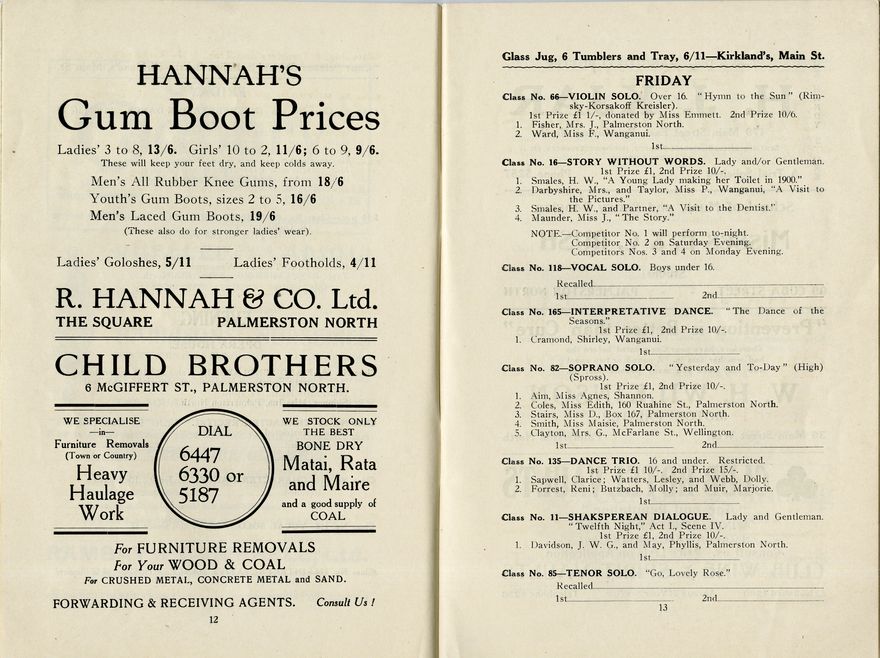 HANNAH'S
Gum Boot Prices
Ladies' 3 to 8, 13/6. Girls' 10 to 2, 11/6; 6 to 9, 9/6.
These will keep your feet dry, and keep colds away.
Men's All Rubber Knee Gums, from 18/6
Youth's Gum Boots, sizes 2 to 5, 16/6
Men's Laced Gum Boots, 19/6
(These also do for stronger ladies' wear).
Ladies' Goloshes, 5/11 Ladies' Footholds, 4/11
R. HANNAH & CO. Ltd.
THE SQUARE PALMERSTON NORTH
CHILD BROTHERS
6 McGIFFERT ST., PALMERSTON NORTH.
WE SPECIALISE
—in—
Furniture Removals
(Town or Country)
Heavy
Haulage
Work
DIAL
6447
6330 or
5187
WE STOCK ONLY
THE BEST
BONE DRY
Matai, Rata
and Maire
and a good supply of
COAL
For FURNITURE REMOVALS
For Your WOOD & COAL
For CRUSHED METAL, CONCRETE METAL and SAND.
FORWARDING & RECEIVING AGENTS. Consult Us!
12
Glass Jug, 6 Tumblers and Tray, 6/11—Kirkland's, Main St.
FRIDAY
Class No. 66—VIOLIN SOLO. Over 16. "Hymn to the Sun" (Rim-
sky-Korsakoff Kreisler).
1st Prize £1 1/-, donated by Miss Emmett. 2nd Prize 10/6.
1. Fisher, Mrs. J., Palmerston North.
2. Ward, Miss F., Wanganui.
1st
Class No. 16—STORY WITHOUT WORDS. Lady and/or Gentleman.
1st Prize £1, 2nd Prize 10/-.
1. Smales, H. W., "A Young Lady making her Toilet in 1900."
2. Darbyshire, Mrs., and Taylor, Miss P., Wanganui, "A Visit to
the Pictures."
3. Smales, H. W., and Partner, "A Visit to the Dentist."
4. Maunder, Miss J., "The Story."
NOTE.—Competitor No. 1 will perform to-night.
Competitor No. 2 on Saturday Evening.
Competitors Nos. 3 and 4 on Monday Evening.
Class No. 118—VOCAL SOLO. Boys under 16.
Recalled
1st 2nd
Class No. 165—INTERPRETATIVE DANCE. "The Dance of the
Seasons."
1st Prize £1, 2nd Prize 10/-.
1. Cramond, Shirley, Wanganui.
1st
Class No. 82—SOPRANO SOLO. "Yesterday and To-Day" (High)
(Spross).
1st Prize £1, 2nd Prize 10/-.
1. Aim, Miss Agnes, Shannon.
2. Coles, Miss Edith, 160 Ruahine St., Palmerston North.
3. Stairs, Miss D., Box 167, Palmerston North.
4. Smith, Miss Maisie, Palmerston North.
5. Clayton, Mrs. G., McFarlane St., Wellington.
1st 2nd
Class No. 135—DANCE TRIO. 16 and under. Restricted.
1st Prize £1 10/-. 2nd Prize 15/-.
1. Sapwell, Clarice; Watters, Lesley, and Webb, Dolly.
2. Forrest, Reni; Butzbach, Molly; and Muir, Marjorie.
1st
Class No. 11—SHAKSPEREAN DIALOGUE. Lady and Gentleman.
"Twelfth Night," Act I., Scene IV.
1st Prize £1, 2nd Prize 10/-.
1. Davidson, J. W. G., and May, Phyllis, Palmerston North.
1st
Class No. 85—TENOR SOLO. "Go, Lovely Rose."
Recalled
1st 2nd
13